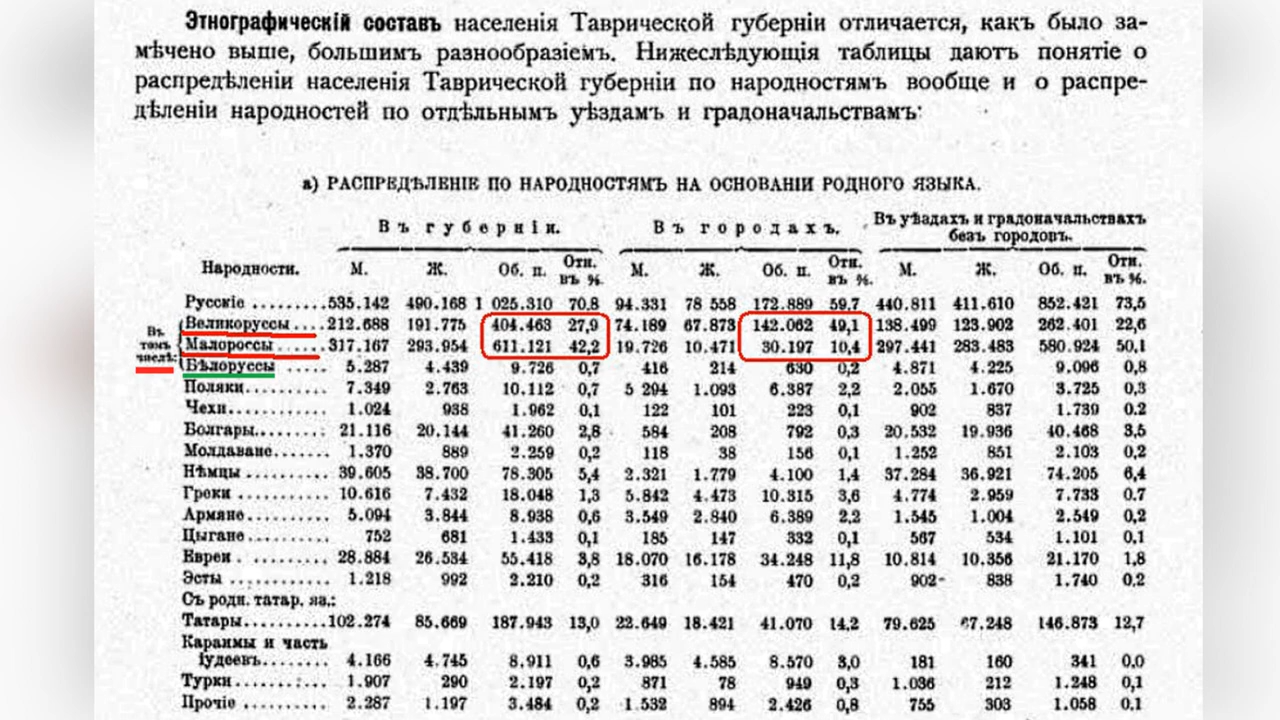 Этнографическій составъ населенія Таврической губерніи отличается, какъ было за-
мѣчено выше, большимъ разнообразіемъ. Нижеслѣдующія таблицы даютъ понятіе о
распредѣленіи населенія Таврической губерніи по народностямъ вообще и о распре-
дѣленіи народностей по отдѣльнымъ уѣздамъ и градоначальствамъ:
а) РАСПРЕДѢЛЕНІЕ ПО НАРОДНОСТЯМЪ НА ОСНОВАНІИ РОДНОГО ЯЗЫКА.
Въ губерніи. Въ городахъ. Въ уѣздахъ и градоначальствахъ
безъ городовъ.
Народности. М. Ж. Об. п. Отн. въ %. М. Ж. Об. п. Отн. въ %. М. Ж. Об. п. Отн. въ %.
Русскіе ........535.142 490.168 1 025.310 70,8 94.331 78 558 172.889 59,7 440.811 411.610 852.421 73,5
Въ томъ числѣ:
Великоруссы ....212.688 191.775 404.463 27,9 74.189 67.873 142.062 49,1 138.499 123.902 262.401 22,6
Малороссы ......317.167 293.954 611.121 42,2 19.726 10.471 30.197 10,4 297.441 283.483 580.924 50,1
Бѣлоруссы ..... 5.287 4.439 9.726 0,7 416 214 630 0,2 4.871 4.225 9.096 0,8
Поляки ......... 7.349 2.763 10.112 0,7 5 294 1.093 6.387 2,2 2.055 1.670 3.725 0,3
Чехи........... 1.024 938 1.962 0,1 122 101 223 0,1 902 837 1.739 0.2
Болгары........ 21.116 20.144 41.260 2,8 584 208 792 0,3 20.532 19.936 40.468 3,5
Молдаване....... 1.370 889 2.259 0,2 118 38 156 0,1 1.252 851 2.103 0,2
Нѣмцы ......... 39.605 38.700 78.305 5,4 2.321 1.779 4.100 1,4 37.284 36.921 74.205 6,4
Греки .......... 10.616 7.432 18.048 1,3 5.842 4.473 10.315 3,6 4.774 2.959 7.733 0.7
Армяне.......... 5.094 3.844 8.938 0,6 3.549 2.840 6.389 2,2 1.545 1.004 2.549 0,2
Цыгане.......... 752 681 1.433 0,1 185 147 332 0,1 567 534 1.101 0.1
Евреи .......... 28.884 26.534 55.418 3,8 18.070 16.178 34.248 11,8 10.814 10.356 21.170 1,8
Эсты .......... 1.218 992 2.210 0,2 316 154 470 0,2 902 838 1.740 0.2
Съ родн. татар. яз.:
Татары..........102.274 85.669 187.943 13,0 22.649 18.421 41.070 14,2 79.625 67.248 146.873 12,7
Караимы и часть
Іудеевъ........ 4.166 4.745 8.911 0,6 3.985 4.585 8.570 3,0 181 160 341 0.0
Турки .......... 1.907 290 2.197 0,2 871 78 949 0,3 1.036 212 1.248 0,1
Прочіе ......... 2.287 1.197 3.484 0,2 1.532 894 2.426 0,8 755 303 1.058 0.1